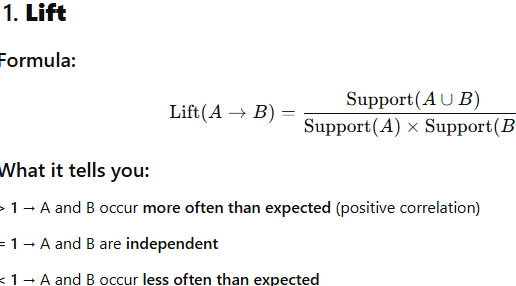 1. Lift
Formula:
Lift(A → B) = Support(A ∪ B) / Support(A) × Support(B
What it tells you:
> 1 → A and B occur more often than expected (positive correlation)
= 1 → A and B are independent
< 1 → A and B occur less often than expected